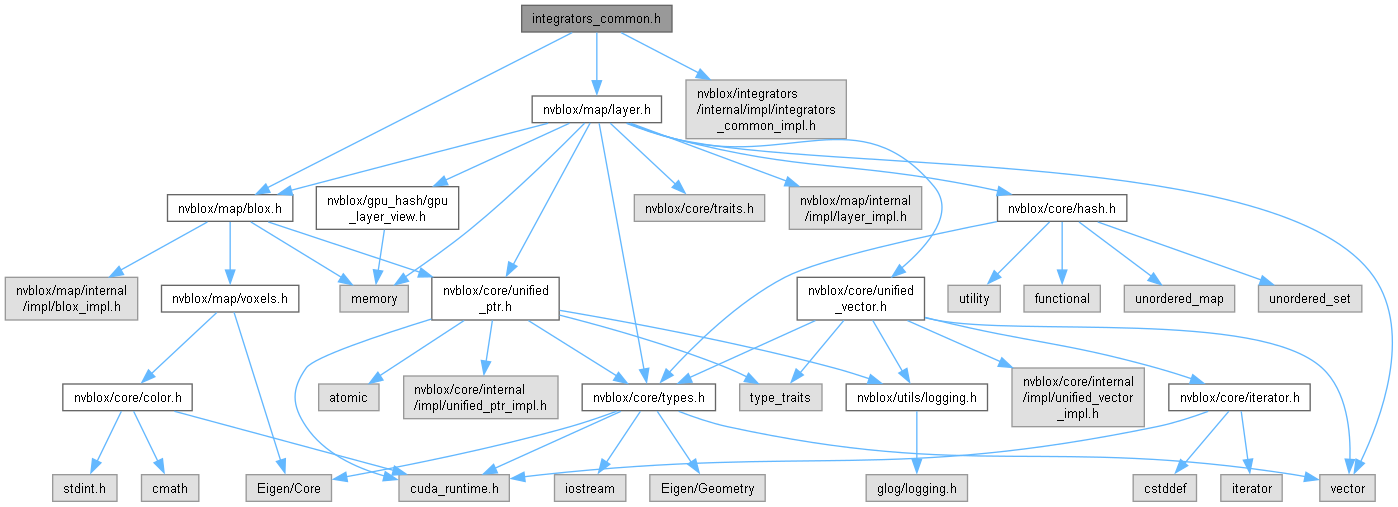 integrators_common.h
nvblox/map/layer.h
nvblox/integrators
/internal/impl/integrators
_common_impl.h
nvblox/map/blox.h
nvblox/gpu_hash/gpu
_layer_view.h
nvblox/core/traits.h
nvblox/map/internal
/impl/layer_impl.h
nvblox/core/hash.h
nvblox/map/internal
/impl/blox_impl.h
nvblox/map/voxels.h
memory
nvblox/core/unified
_ptr.h
nvblox/core/unified
_vector.h
utility
functional
unordered_map
unordered_set
nvblox/core/color.h
atomic
nvblox/core/internal
/impl/unified_ptr_impl.h
nvblox/core/types.h
type_traits
nvblox/utils/logging.h
nvblox/core/internal
/impl/unified_vector
_impl.h
nvblox/core/iterator.h
stdint.h
cmath
Eigen/Core
cuda_runtime.h
iostream
Eigen/Geometry
glog/logging.h
cstddef
iterator
vector